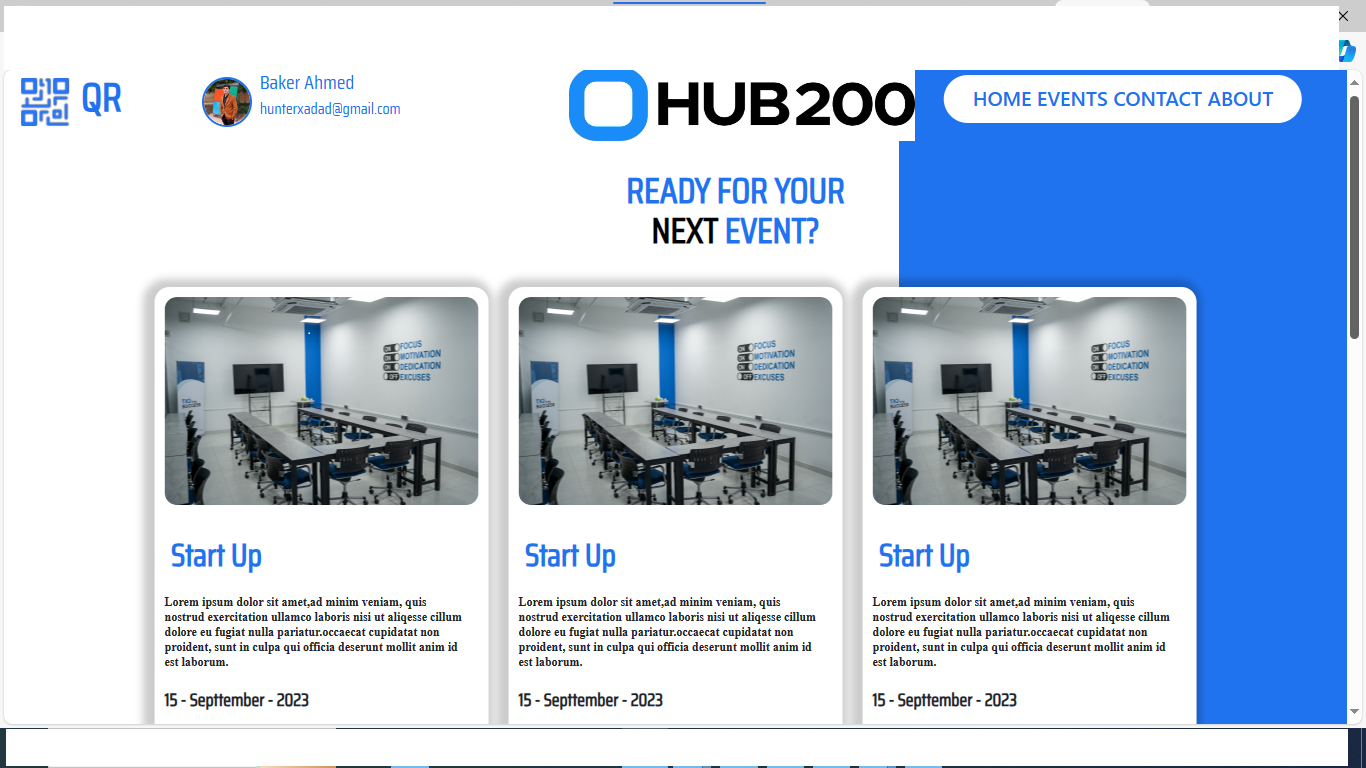 QR
Baker Ahmed
hunterxadad@gmail.com
HUB200
HOME EVENTS CONTACT ABOUT
READY FOR YOUR
NEXT EVENT?
ON FOCUS
ON MOTIVATION
ON DEDICATION
OFF EXCUSES
SUCCESS
Start Up
Lorem ipsum dolor sit amet,ad minim veniam, quis
nostrud exercitation ullamco laboris nisi ut aliqesse cillum
dolore eu fugiat nulla pariatur.occaecat cupidatat non
proident, sunt in culpa qui officia deserunt mollit anim id
est laborum.
15 - Septtember - 2023
ON FOCUS
ON MOTIVATION
ON DEDICATION
OFF EXCUSES
SUCCESS
Start Up
Lorem ipsum dolor sit amet,ad minim veniam, quis
nostrud exercitation ullamco laboris nisi ut aliqesse cillum
dolore eu fugiat nulla pariatur.occaecat cupidatat non
proident, sunt in culpa qui officia deserunt mollit anim id
est laborum.
15 - Septtember - 2023
ON FOCUS
ON MOTIVATION
ON DEDICATION
OFF EXCUSES
SUCCESS
Start Up
Lorem ipsum dolor sit amet,ad minim veniam, quis
nostrud exercitation ullamco laboris nisi ut aliqesse cillum
dolore eu fugiat nulla pariatur.occaecat cupidatat non
proident, sunt in culpa qui officia deserunt mollit anim id
est laborum.
15 - Septtember - 2023